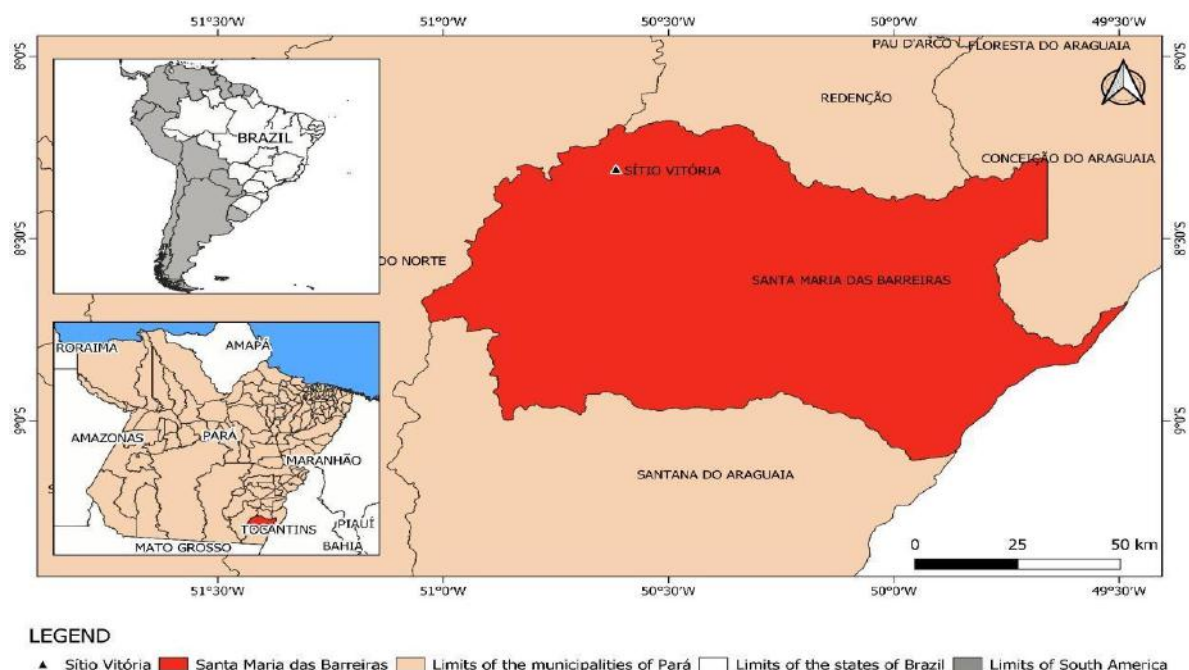 51°30'W 51°0'W 50°30'W 50°0'W 49°30'W
8°0'S
8°30'S
9°0'S
8°0'S
8°30'S
9°0'S
PAU D'ARCO
FLORESTA DO ARAGUAIA
REDENÇÃO
CONCEIÇÃO DO ARAGUAIA
SÍTIO VITÓRIA
DO NORTE
SANTA MARIA DAS BARREIRAS
SANTANA DO ARAGUAIA
BRAZIL
RORAIMA
AMAPÁ
AMAZONAS
PARÁ
MARANHÃO
TOCANTINS
PIAUÍ
MATO GROSSO
BAHIA
0 25 50 km
51°30'W 51°0'W 50°30'W 50°0'W 49°30'W
LEGEND
Sítio Vitória Santa Maria das Barreiras Limits of the municipalities of Pará Limits of the states of Brazil Limits of South America